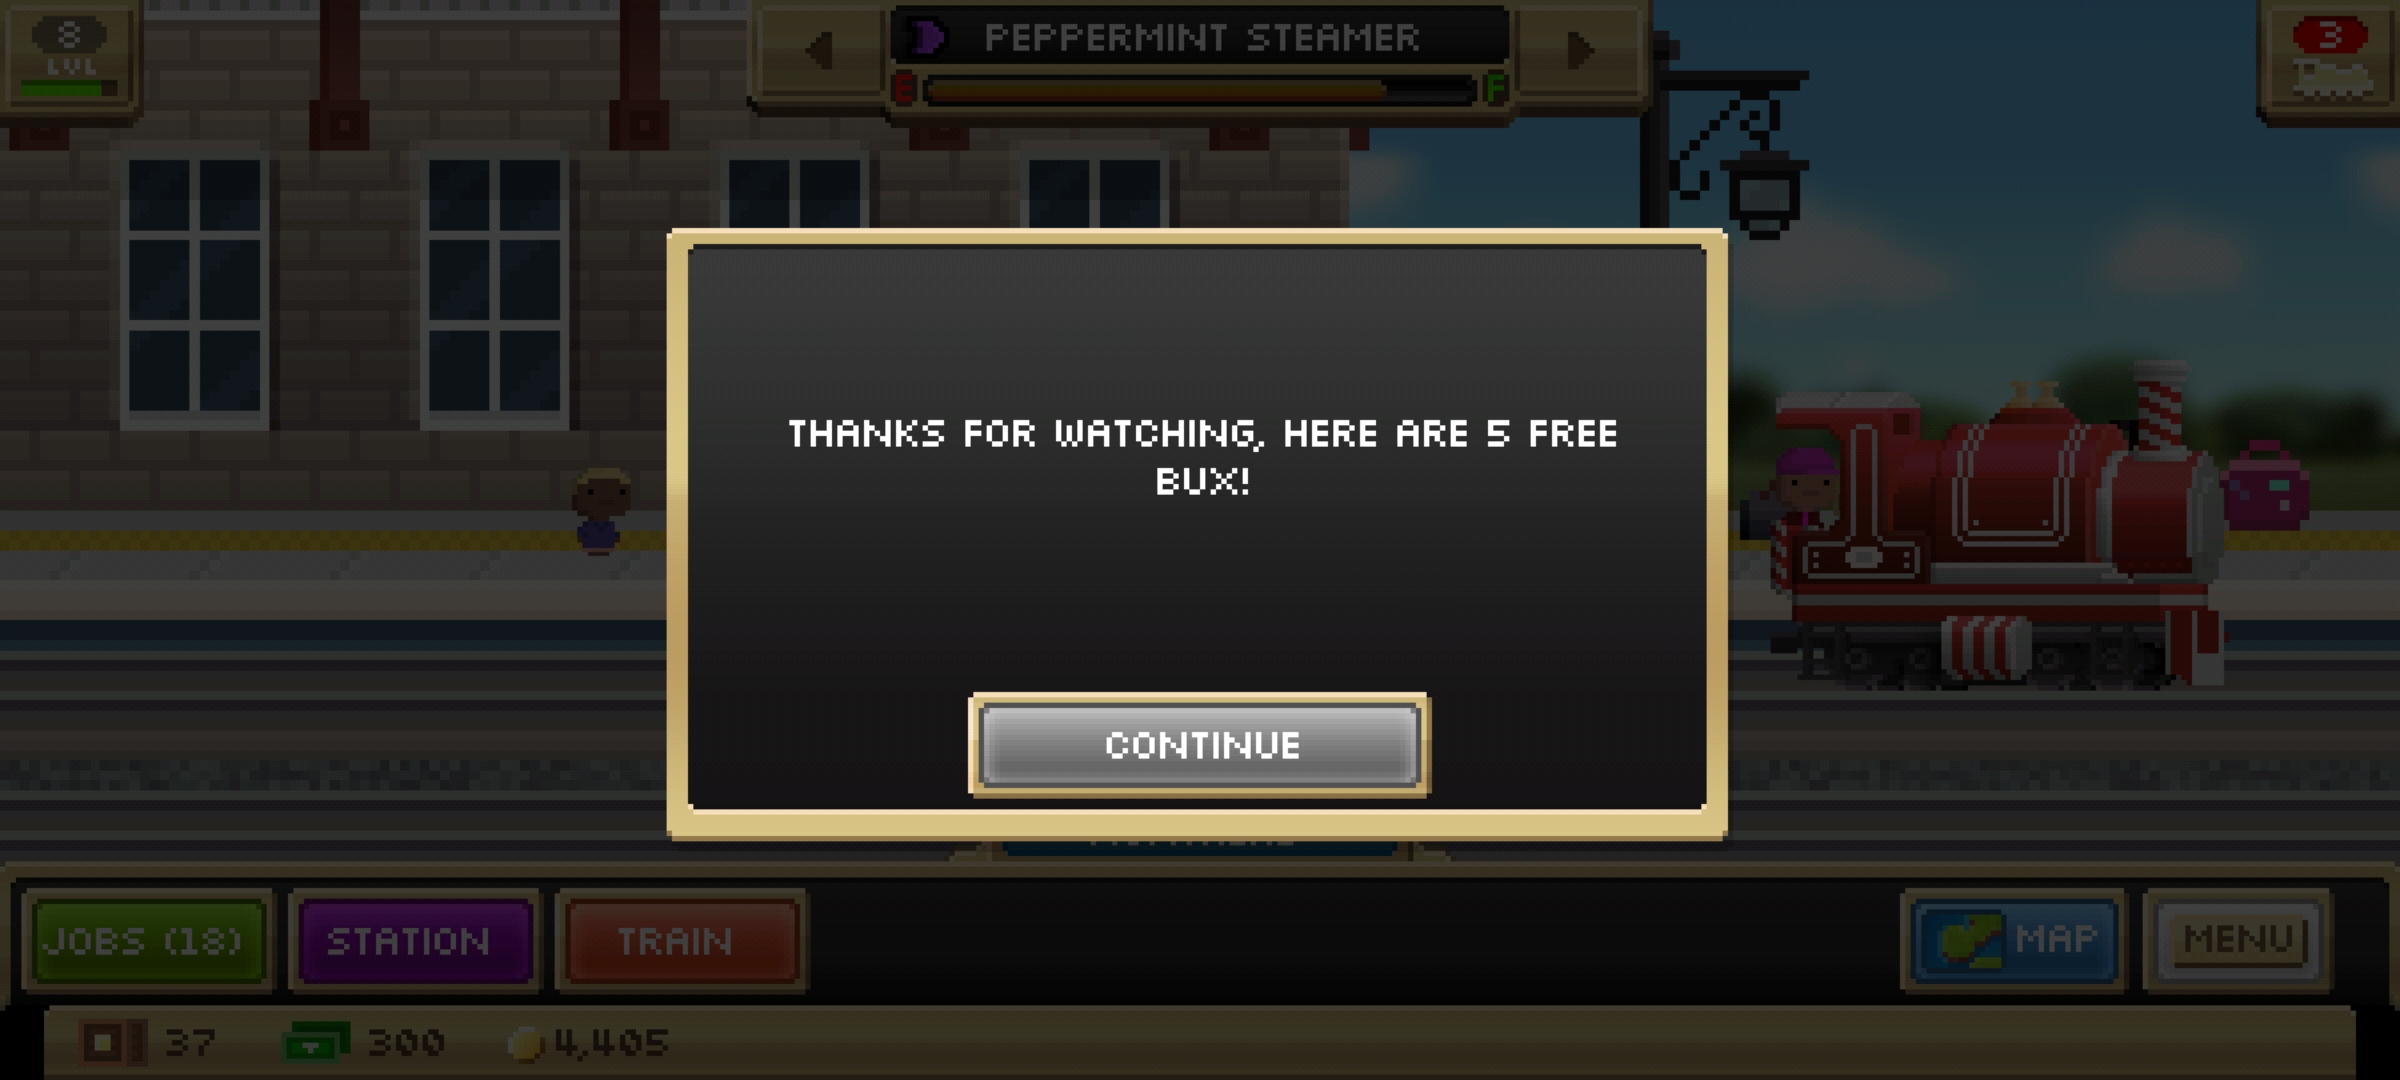 8
LVL
PEPPERMINT STEAMER
E
F
3
THANKS FOR WATCHING, HERE ARE 5 FREE
BUX!
CONTINUE
JOBS (18)
STATION
TRAIN
MAP
MENU
37
300
4,405